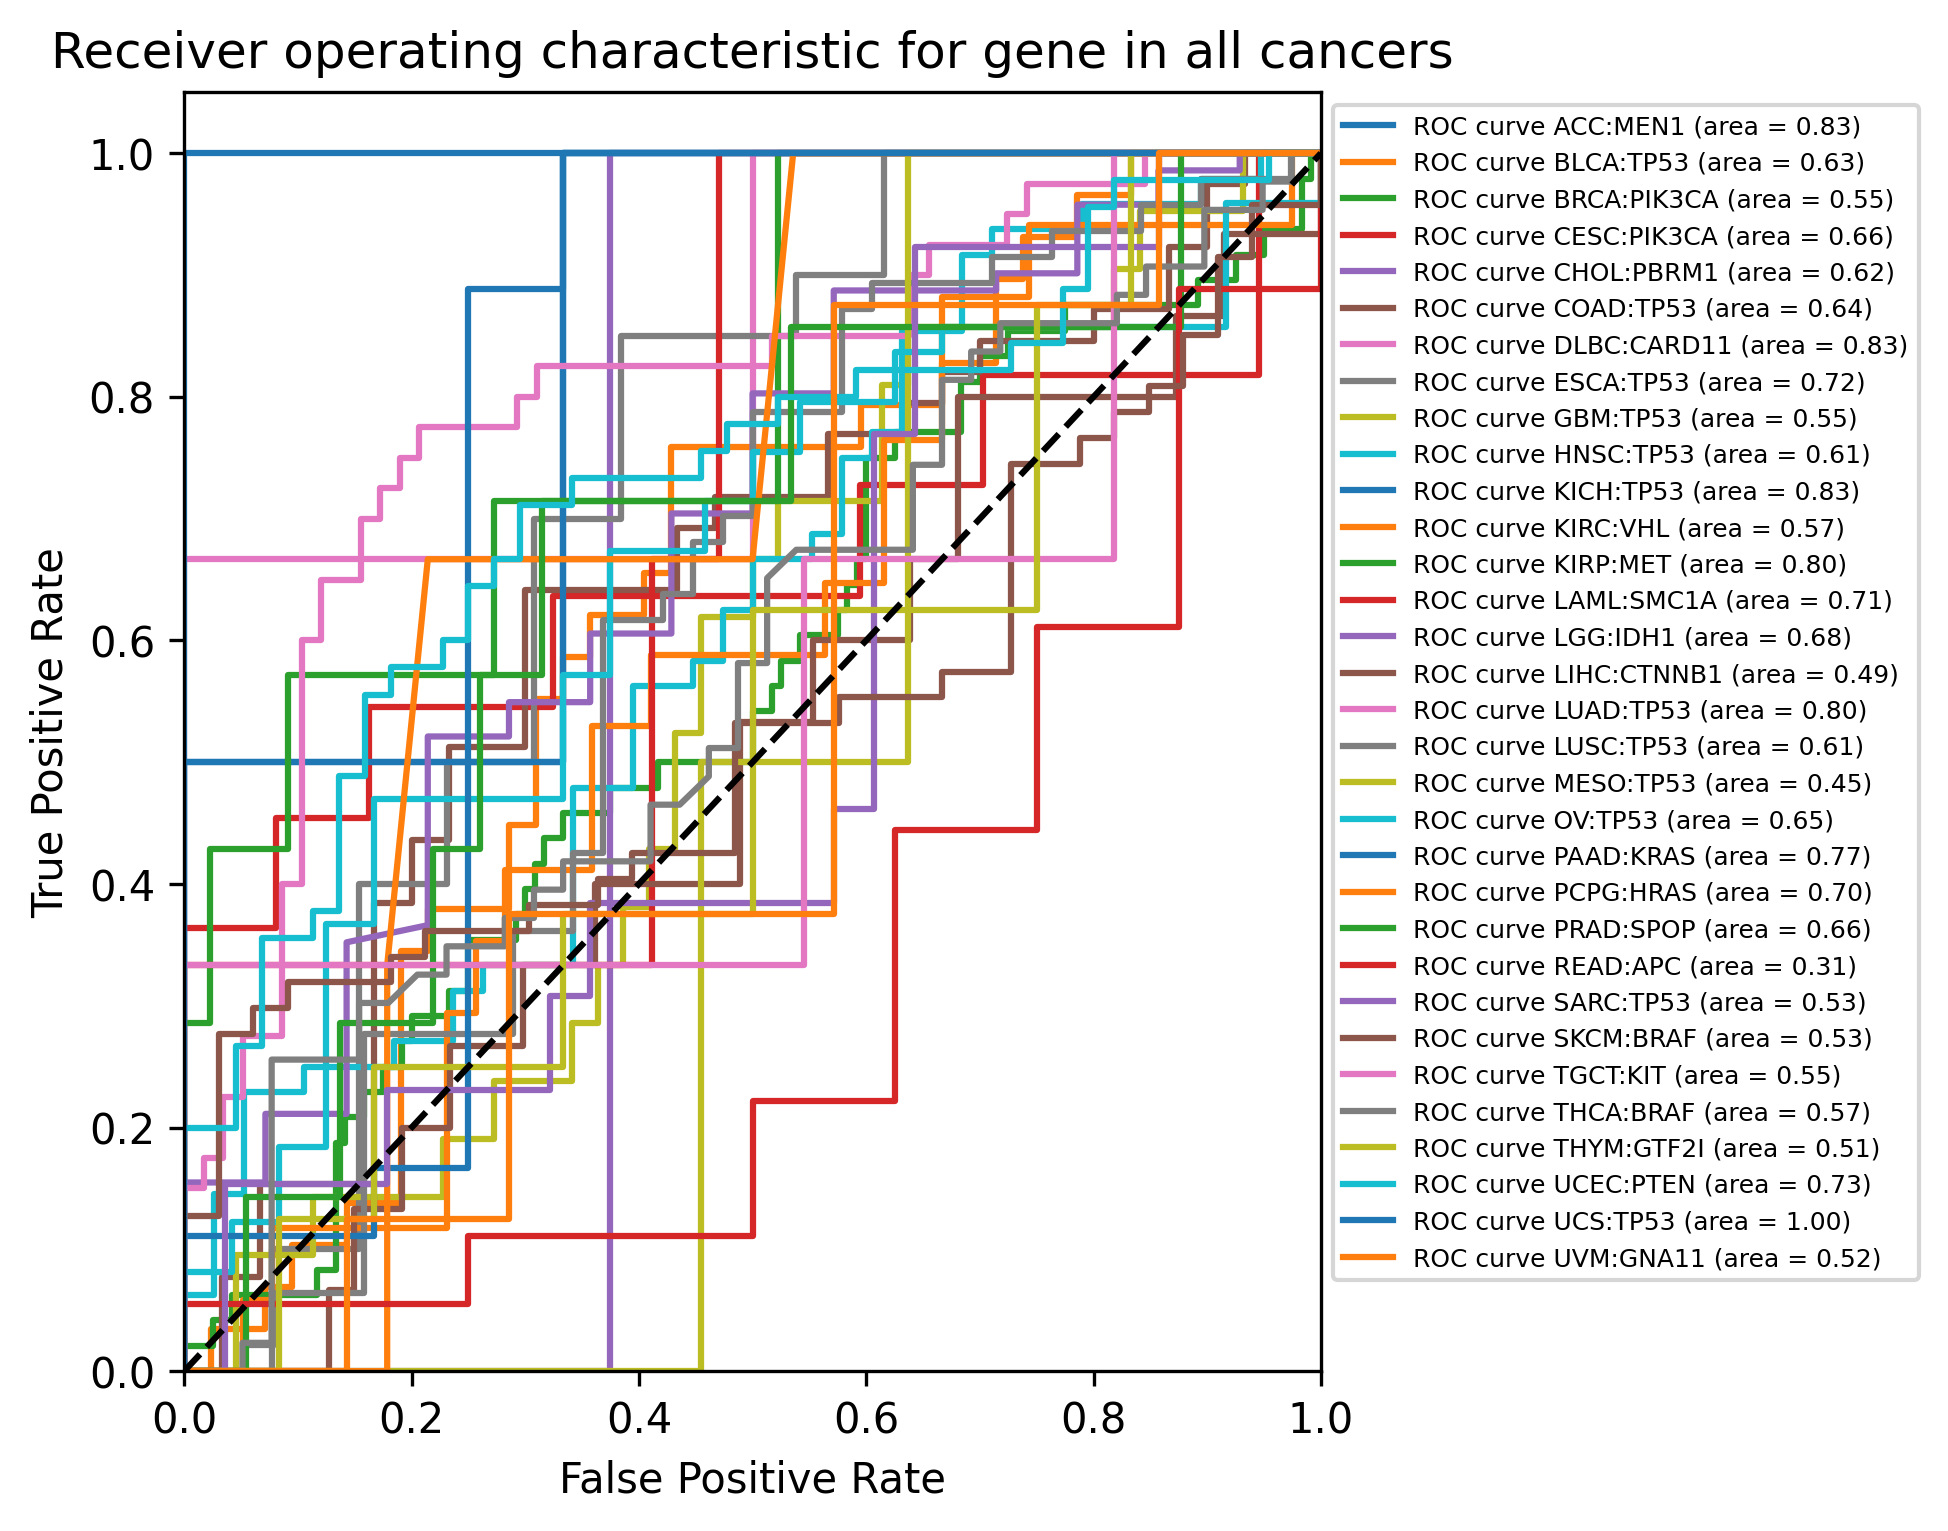 Receiver operating characteristic for gene in all cancers
True Positive Rate
1.0
0.8
0.6
0.4
0.2
0.0
0.0 0.2 0.4 0.6 0.8 1.0
False Positive Rate
ROC curve ACC:MEN1 (area = 0.83)
ROC curve BLCA:TP53 (area = 0.63)
ROC curve BRCA:PIK3CA (area = 0.55)
ROC curve CESC:PIK3CA (area = 0.66)
ROC curve CHOL:PBRM1 (area = 0.62)
ROC curve COAD:TP53 (area = 0.64)
ROC curve DLBC:CARD11 (area = 0.83)
ROC curve ESCA:TP53 (area = 0.72)
ROC curve GBM:TP53 (area = 0.55)
ROC curve HNSC:TP53 (area = 0.61)
ROC curve KICH:TP53 (area = 0.83)
ROC curve KIRC:VHL (area = 0.57)
ROC curve KIRP:MET (area = 0.80)
ROC curve LAML:SMC1A (area = 0.71)
ROC curve LGG:IDH1 (area = 0.68)
ROC curve LIHC:CTNNB1 (area = 0.49)
ROC curve LUAD:TP53 (area = 0.80)
ROC curve LUSC:TP53 (area = 0.61)
ROC curve MESO:TP53 (area = 0.45)
ROC curve OV:TP53 (area = 0.65)
ROC curve PAAD:KRAS (area = 0.77)
ROC curve PCPG:HRAS (area = 0.70)
ROC curve PRAD:SPOP (area = 0.66)
ROC curve READ:APC (area = 0.31)
ROC curve SARC:TP53 (area = 0.53)
ROC curve SKCM:BRAF (area = 0.53)
ROC curve TGCT:KIT (area = 0.55)
ROC curve THCA:BRAF (area = 0.57)
ROC curve THYM:GTF2I (area = 0.51)
ROC curve UCEC:PTEN (area = 0.73)
ROC curve UCS:TP53 (area = 1.00)
ROC curve UVM:GNA11 (area = 0.52)